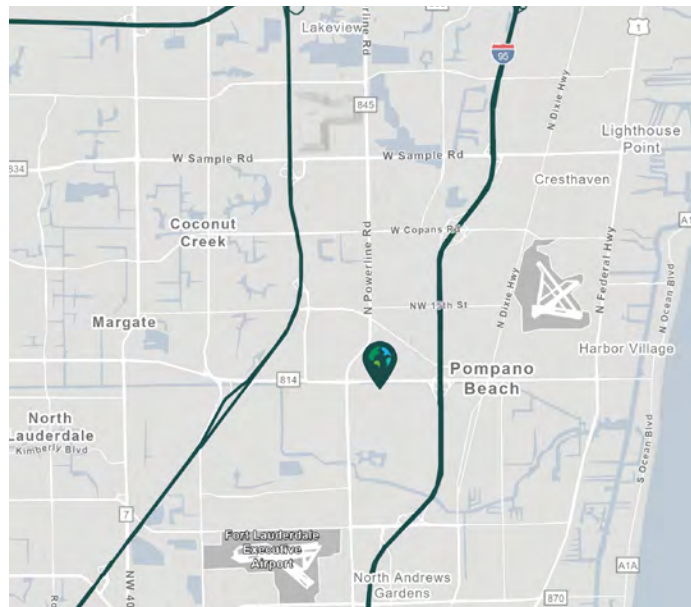 Lakeview
rline Rd
1
95
N Dixie Hwy
845
Lighthouse
Point
W Sample Rd
W Sample Rd
834
Cresthaven
Coconut
Creek
W Copans Rd
A1
N Powerline Rd
N Dixie Hwy
N Federal Hwy
N Ocean Blvd
NW 15th St
Margate
Harbor Village
814
Pompano
Beach
North
Lauderdale
Kimberly Blvd
S Ocean Blvd
7
Fort Lauderdale
Executive
Airport
A1A
NW 40
North Andrews
Gardens
870